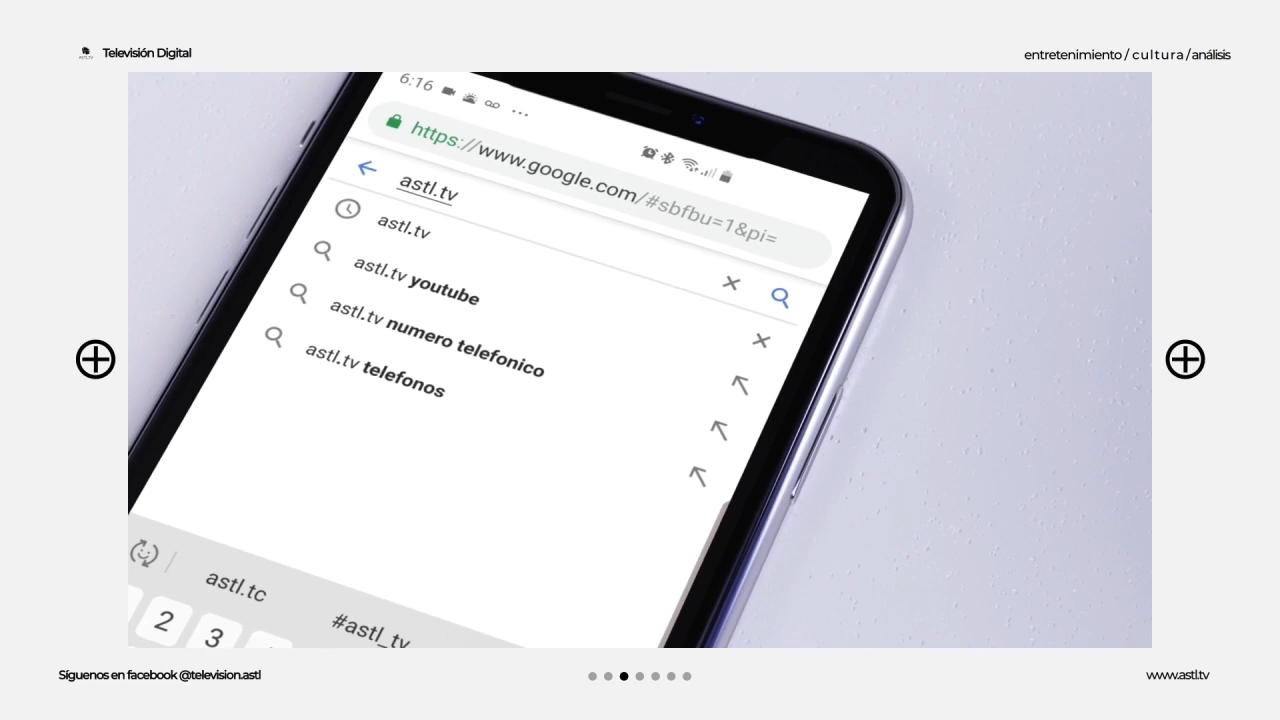 ASTL.TV
Televisión Digital
entretenimiento / cultura / análisis
6:16
https://www.google.com/#sbfbu=1&pi=
astl.tv
astl.tv
astl.tv youtube
astl.tv numero telefonico
astl.tv telefonos
astl.tc
#astl_tv
2 3
Síguenos en facebook @television.astl
www.astl.tv